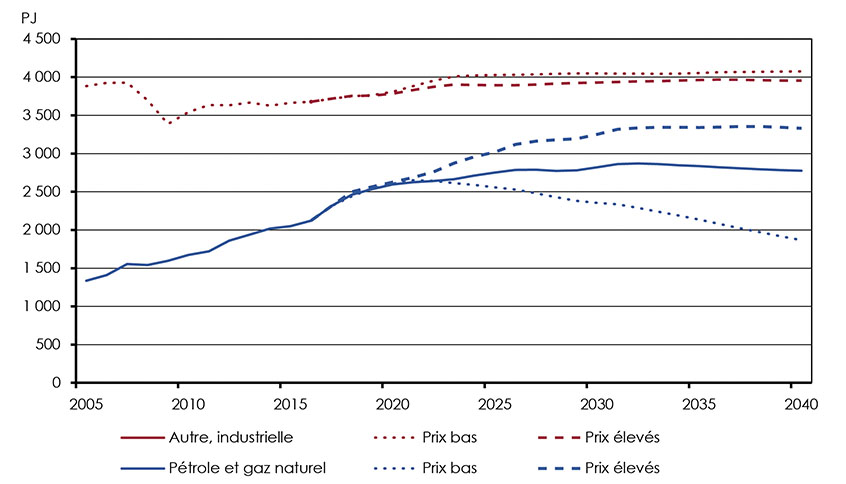 PJ
4 500
4 000
3 500
3 000
2 500
2 000
1 500
1 000
500
0
2005 2010 2015 2020 2025 2030 2035 2040
Autre, industrielle Prix bas Prix élevés
Pétrole et gaz naturel Prix bas Prix élevés